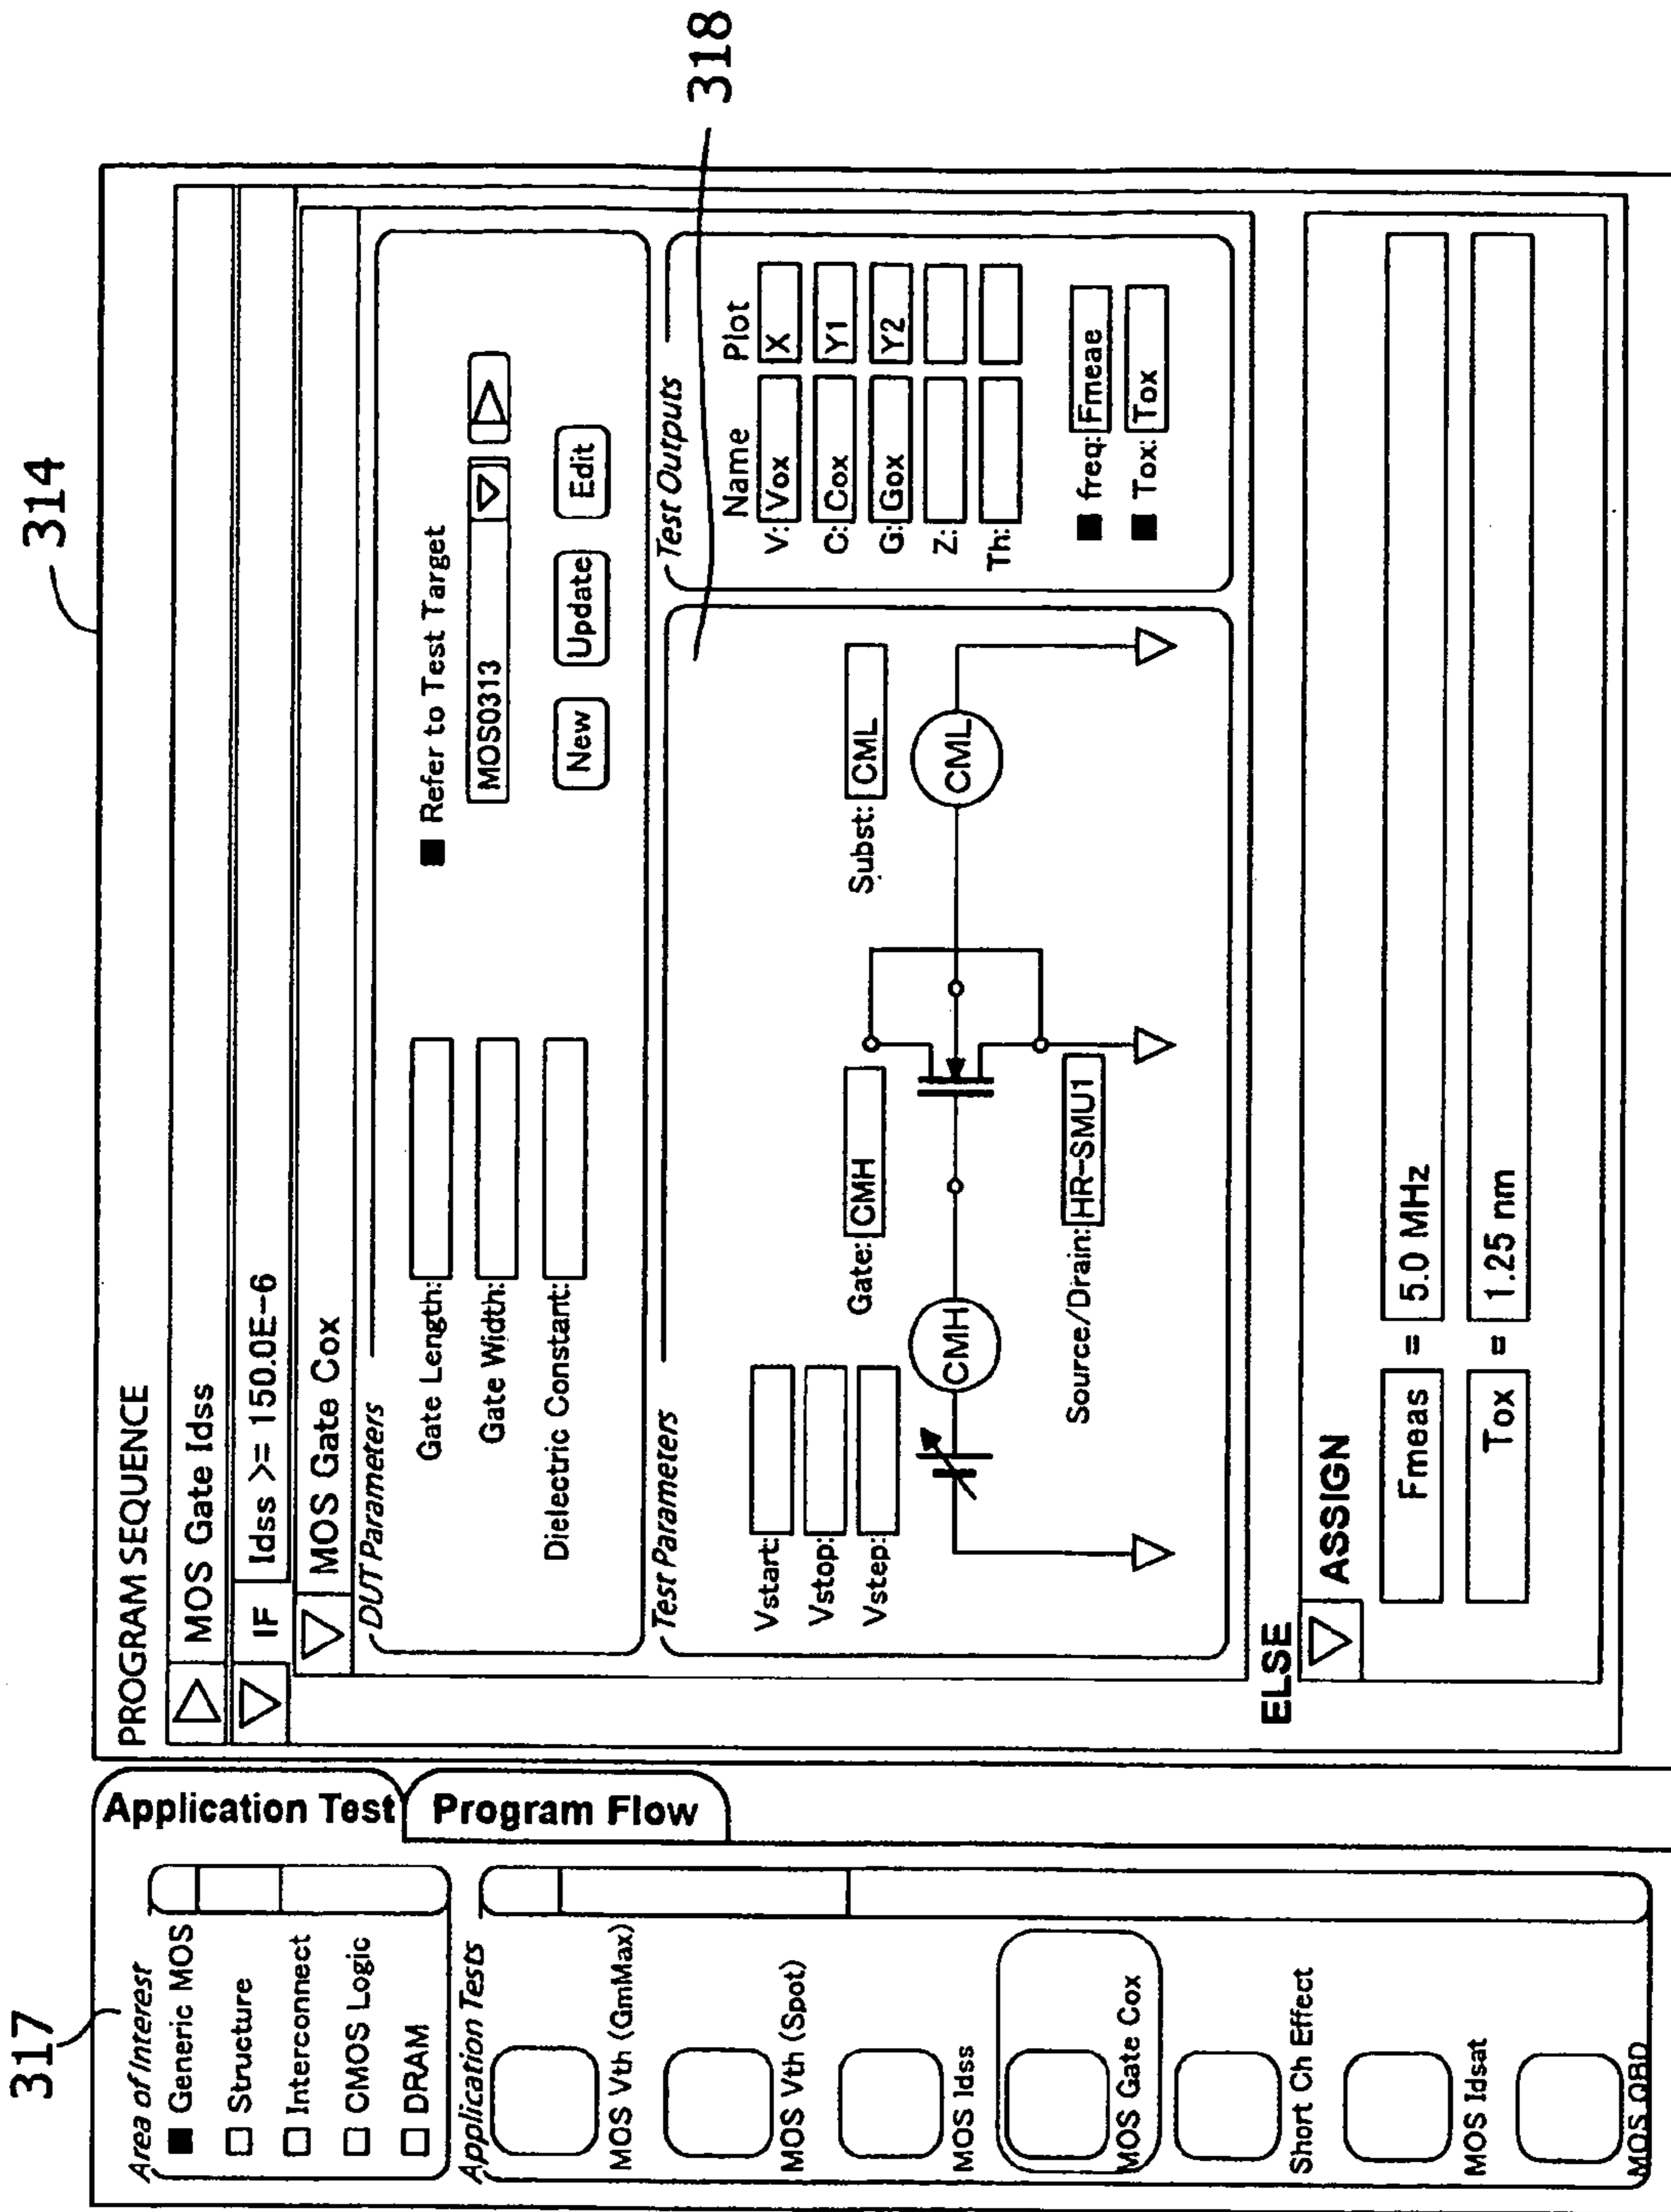 314
317
318
Area of Interest
Generic MOS
Structure
Interconnect
CMOS Logic
DRAM
Application Tests
MOS Vth (GmMax)
MOS Vth (Spot)
MOS Idss
MOS Gate Cox
Short Ch Effect
MOS Idsat
MOS QBD
Application Test
Program Flow
PROGRAM SEQUENCE
MOS Gate Idss
IF Idss >= 150.0E-6
MOS Gate Cox
DUT Parameters
Gate Length:
Gate Width:
Dielectric Constant:
Refer to Test Target
MOS0313
New Update Edit
Test Parameters
Vstart:
Vstop:
Vstep:
Gate: CMH
Subst: CML
CMH
CML
Source/Drain: HR-SMU1
Test Outputs
Name Plot
V: Vox X
C: Cox Y1
G: Gox Y2
Z:
Th:
freq: Fmeae
Tox: Tox
ELSE
ASSIGN
Fmeas = 5.0 MHz
Tox = 1.25 nm